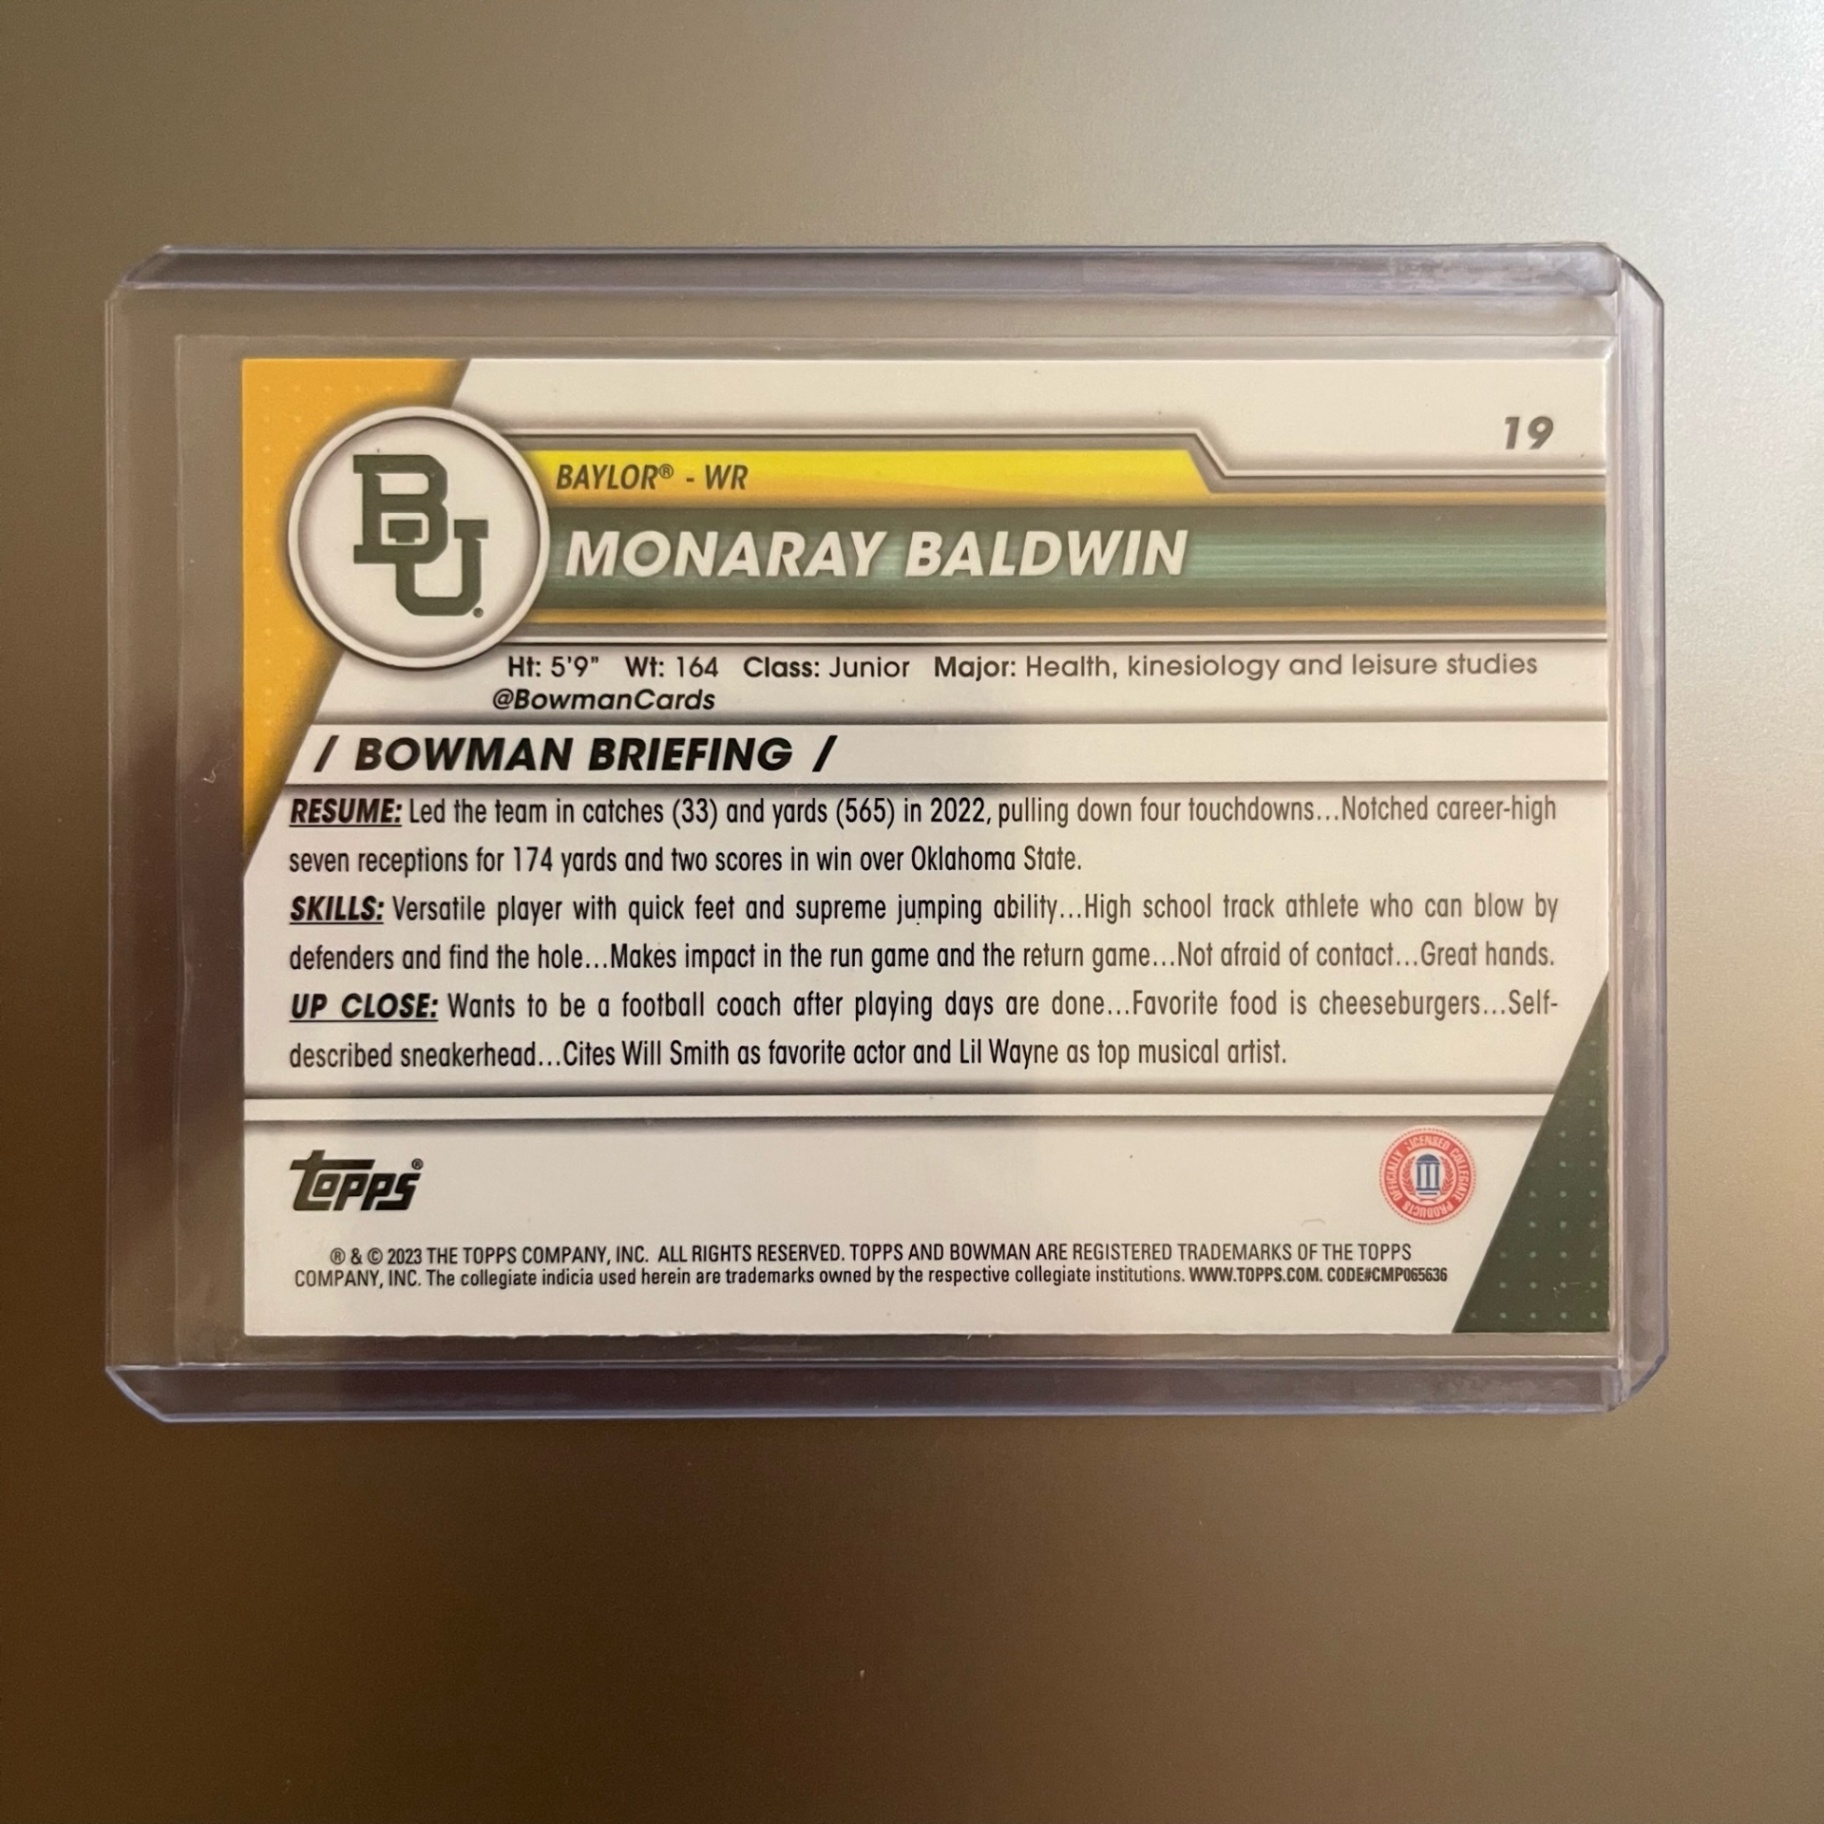 19
BAYLOR® - WR
BU®
MONARAY BALDWIN
Ht: 5'9" Wt: 164 Class: Junior Major: Health, kinesiology and leisure studies
@BowmanCards
/ BOWMAN BRIEFING /
RESUME: Led the team in catches (33) and yards (565) in 2022, pulling down four touchdowns...Notched career-high
seven receptions for 174 yards and two scores in win over Oklahoma State.
SKILLS: Versatile player with quick feet and supreme jumping ability...High school track athlete who can blow by
defenders and find the hole...Makes impact in the run game and the return game...Not afraid of contact...Great hands.
UP CLOSE: Wants to be a football coach after playing days are done...Favorite food is cheeseburgers...Self-
described sneakerhead...Cites Will Smith as favorite actor and Lil Wayne as top musical artist.
topps®
OFFICIALLY LICENSED COLLEGIATE PRODUCTS
® & © 2023 THE TOPPS COMPANY, INC. ALL RIGHTS RESERVED. TOPPS AND BOWMAN ARE REGISTERED TRADEMARKS OF THE TOPPS
COMPANY, INC. The collegiate indicia used herein are trademarks owned by the respective collegiate institutions. WWW.TOPPS.COM. CODE#CMP065636